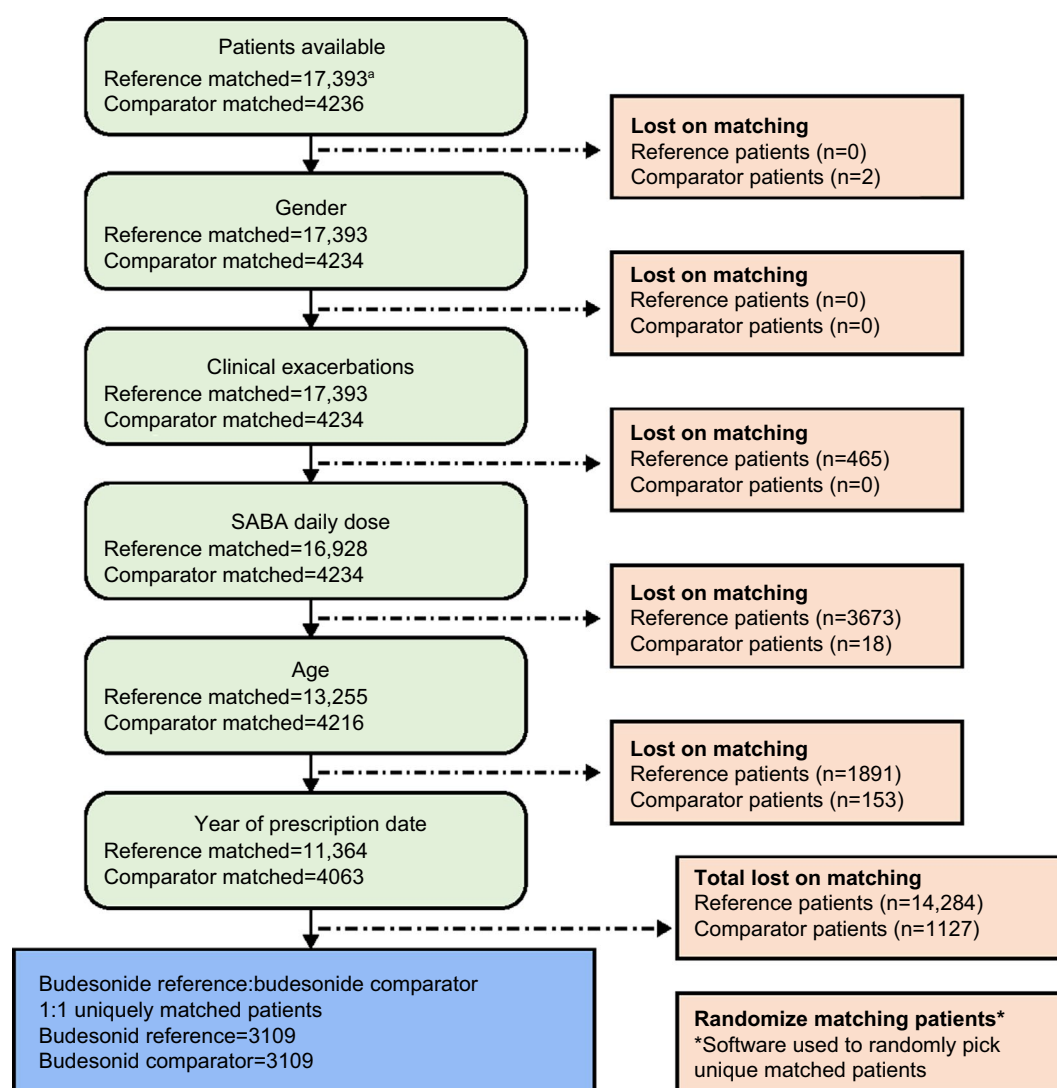 Patients available
Reference matched=17,393ᵃ
Comparator matched=4236
Lost on matching
Reference patients (n=0)
Comparator patients (n=2)
Gender
Reference matched=17,393
Comparator matched=4234
Lost on matching
Reference patients (n=0)
Comparator patients (n=0)
Clinical exacerbations
Reference matched=17,393
Comparator matched=4234
Lost on matching
Reference patients (n=465)
Comparator patients (n=0)
SABA daily dose
Reference matched=16,928
Comparator matched=4234
Lost on matching
Reference patients (n=3673)
Comparator patients (n=18)
Age
Reference matched=13,255
Comparator matched=4216
Lost on matching
Reference patients (n=1891)
Comparator patients (n=153)
Year of prescription date
Reference matched=11,364
Comparator matched=4063
Total lost on matching
Reference patients (n=14,284)
Comparator patients (n=1127)
Budesonide reference:budesonide comparator
1:1 uniquely matched patients
Budesonid reference=3109
Budesonid comparator=3109
Randomize matching patients*
*Software used to randomly pick
unique matched patients